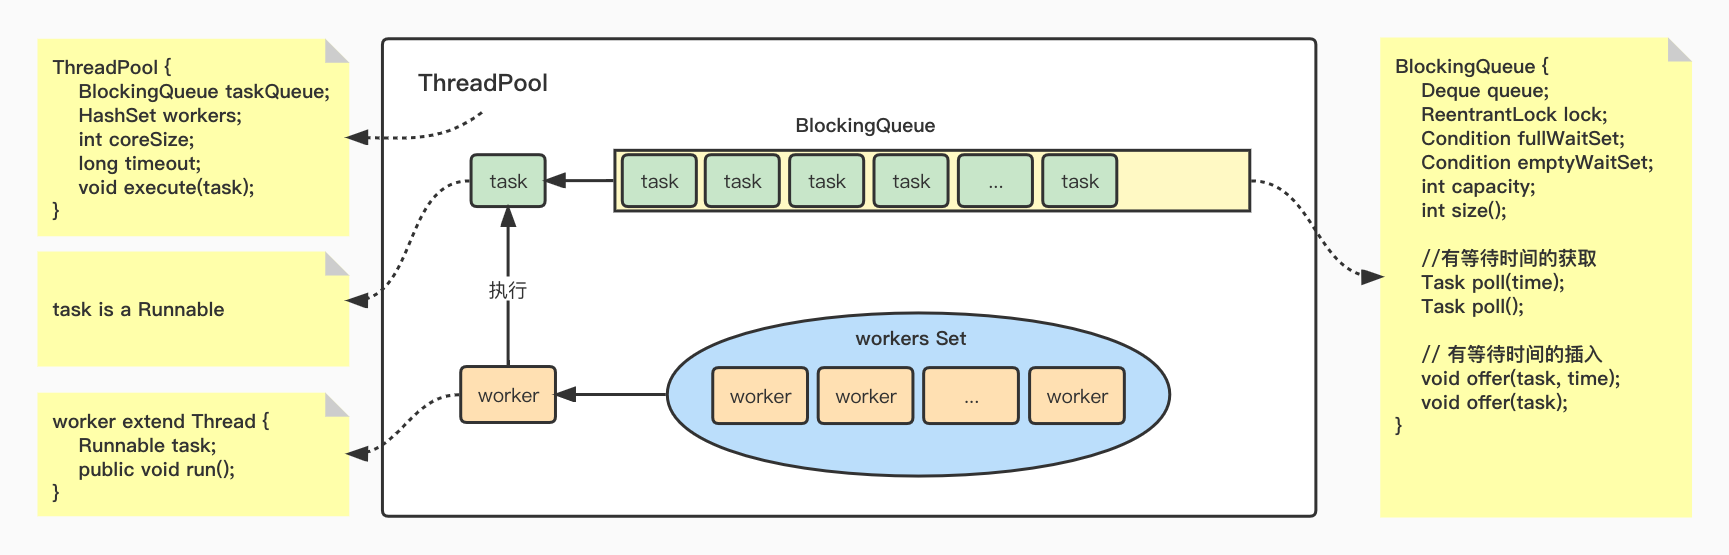 ThreadPool {
BlockingQueue taskQueue;
HashSet workers;
int coreSize;
long timeout;
void execute(task);
}
task is a Runnable
worker extend Thread {
Runnable task;
public void run();
}
ThreadPool
BlockingQueue
task
task
task
task
task
...
task
执行
workers Set
worker
worker
worker
...
worker
BlockingQueue {
Deque queue;
ReentrantLock lock;
Condition fullWaitSet;
Condition emptyWaitSet;
int capacity;
int size();
//有等待时间的获取
Task poll(time);
Task poll();
// 有等待时间的插入
void offer(task, time);
void offer(task);
}